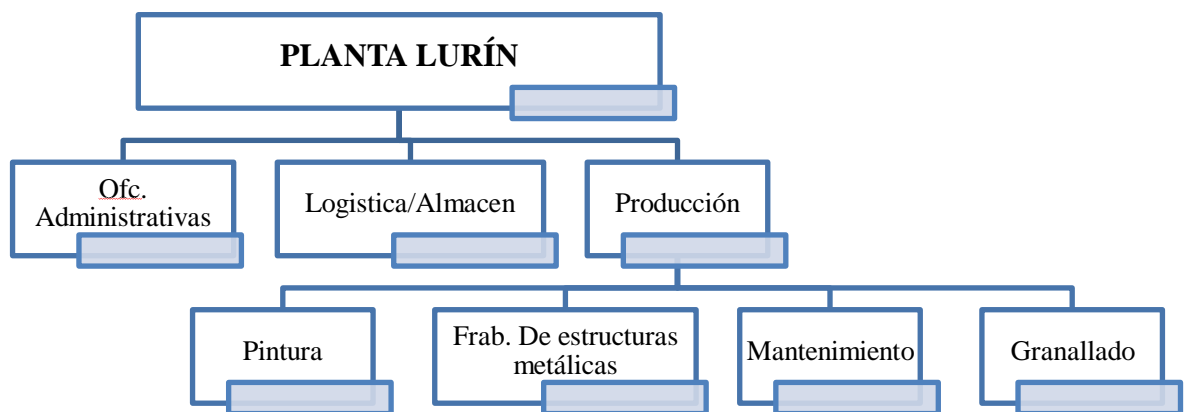 PLANTA LURÍN
Ofc.
Administrativas
Logistica/Almacen
Producción
Pintura
Frab. De estructuras
metálicas
Mantenimiento
Granallado